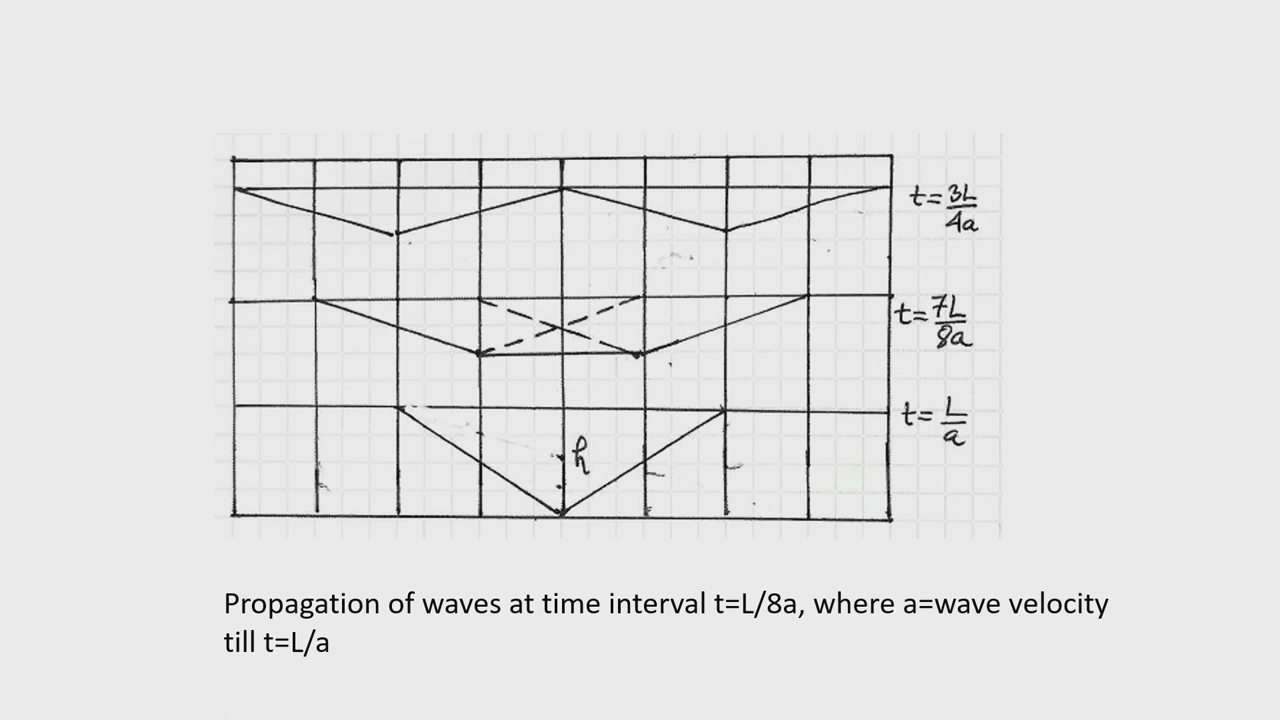 t=3L/4a
t=7L/8a
t=L/a
h
Propagation of waves at time interval t=L/8a, where a=wave velocity
till t=L/a